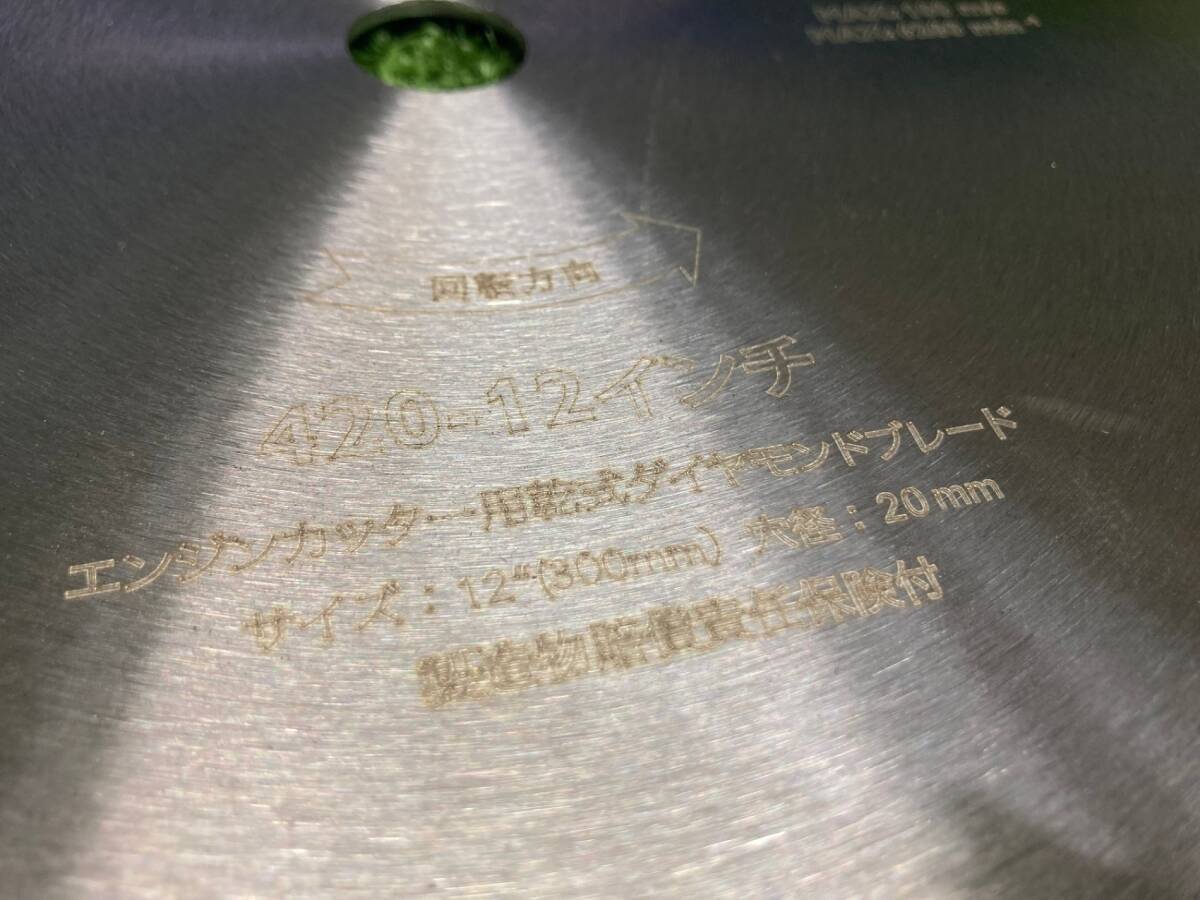 回転方向
420-12インチ
エンジンカッター用乾式ダイヤモンドブレード
サイズ：12"(300mm) 穴径：20mm
製造物賠償責任保険付